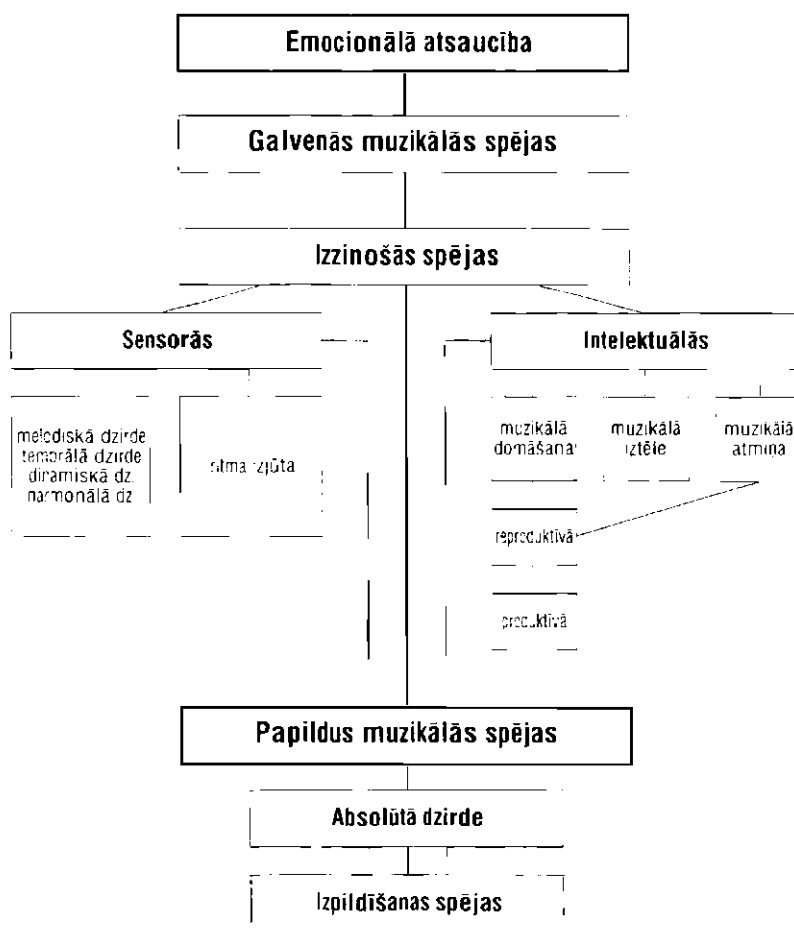 Emocionālā atsaucība
Galvenās muzikālās spējas
Izzinošās spējas
Sensorās
Intelektuālās
melodiskā dzirde
tembrālā dzirde
dinamiskā dz.
harmonālā dz
ritma izjūta
muzikālā
domāšana
muzikālā
iztēle
muzikālā
atmiņa
reproduktīvā
produktīvā
Papildus muzikālās spējas
Absolūtā dzirde
Izpildīšanas spējas